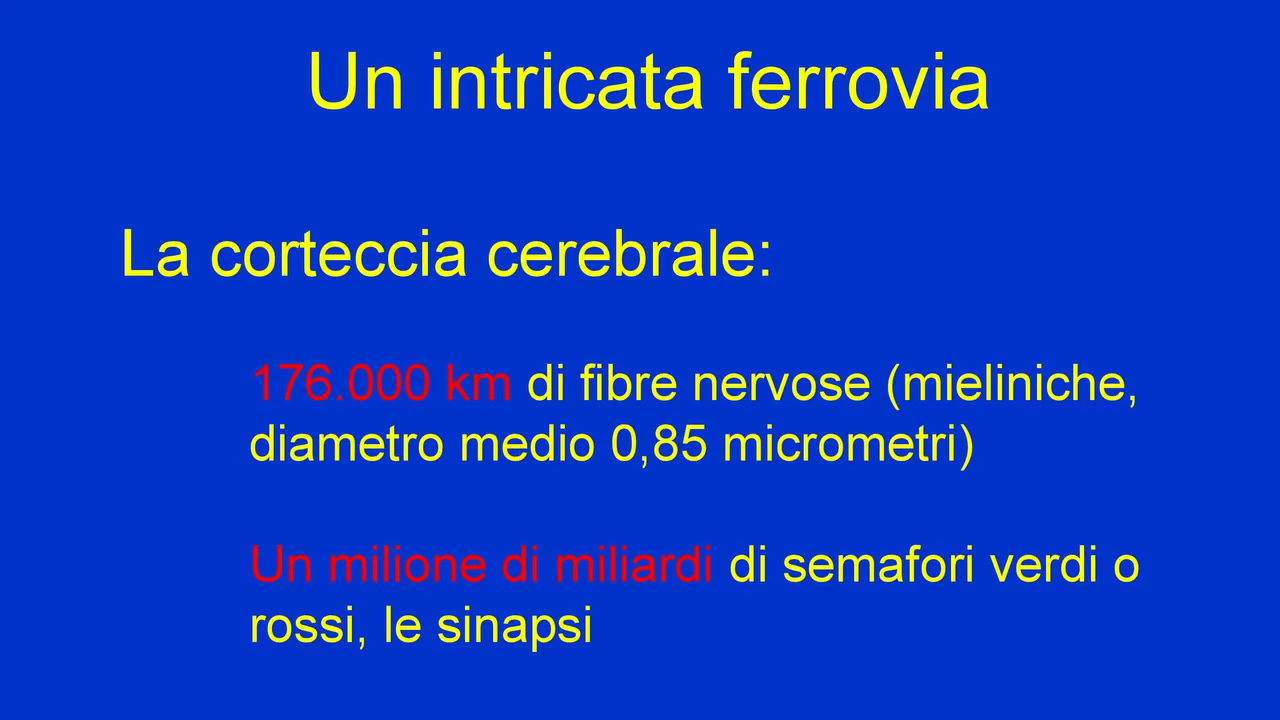 Un intricata ferrovia
La corteccia cerebrale:
176.000 km di fibre nervose (mieliniche,
diametro medio 0,85 micrometri)
Un milione di miliardi di semafori verdi o
rossi, le sinapsi